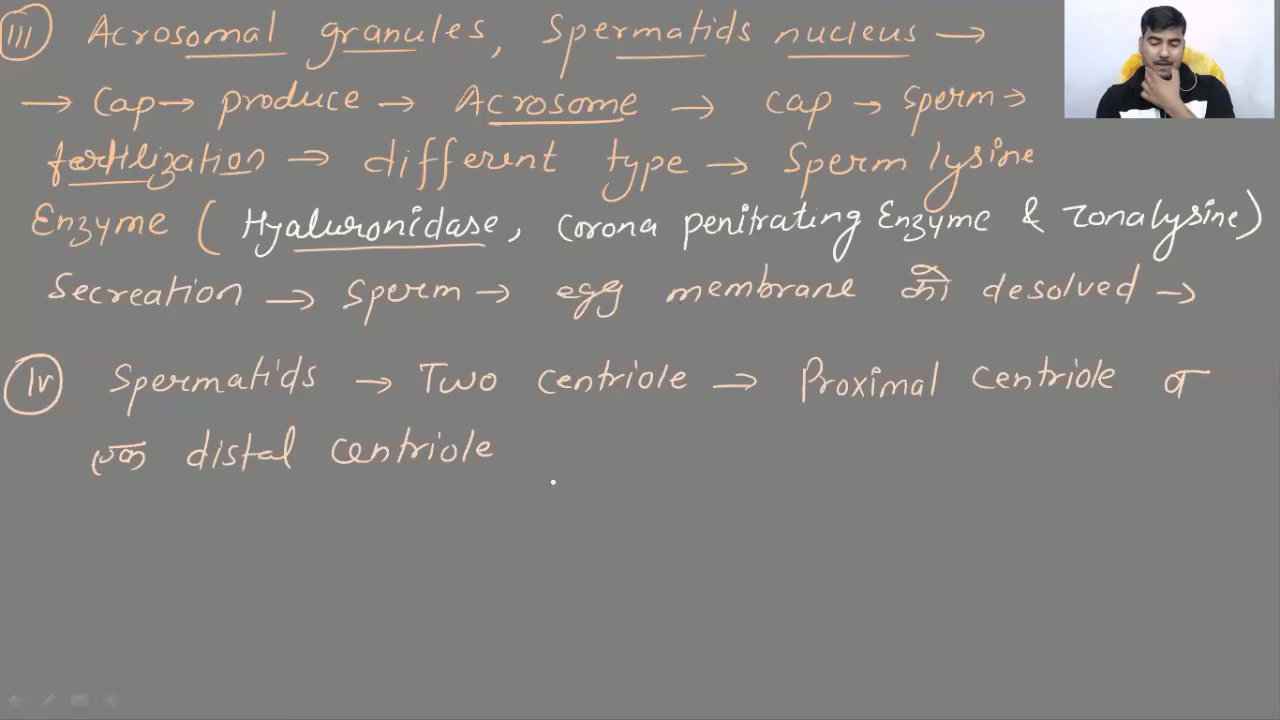 iii) Acrosomal granules, Spermatids nucleus →
→ Cap → produce → Acrosome → cap → sperm →
fertilization → different type → Sperm lysine
Enzyme ( Hyaluronidase, corona penitrating Enzyme & zonalysine)
Secreation → sperm → egg membrane को desolved →
iv Spermatids → Two centriole → Proximal centriole व
एक distal centriole